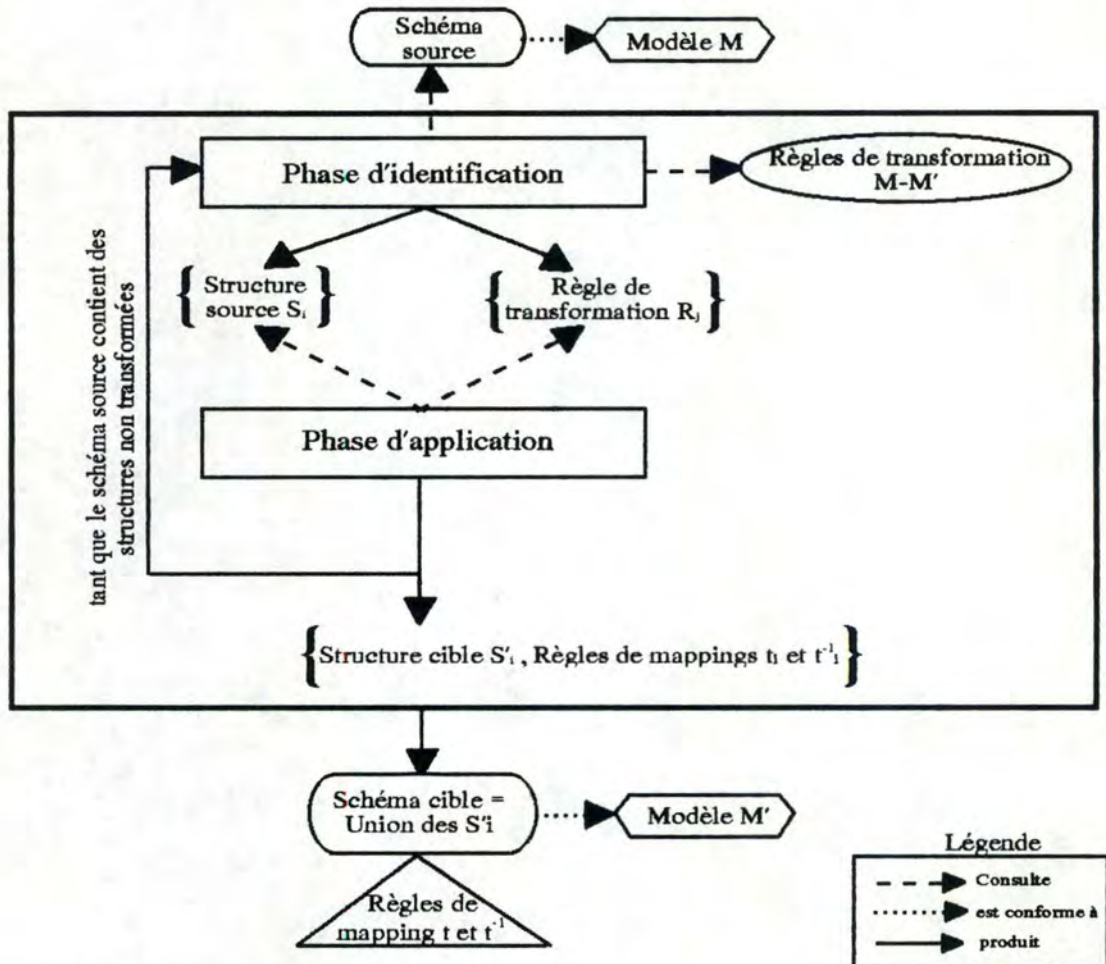 Schéma
source
Modèle M
Phase d'identification
Règles de transformation
M-M'
tant que le schéma source contient des
structures non transformées
{ Structure
source Sᵢ }
{ Règle de
transformation Rⱼ }
Phase d'application
{ Structure cible S'ᵢ , Règles de mappings tᵢ et t⁻¹ᵢ }
Schéma cible =
Union des S'i
Modèle M'
Règles de
mapping t et t⁻¹
Légende
Consulte
est conforme à
produit